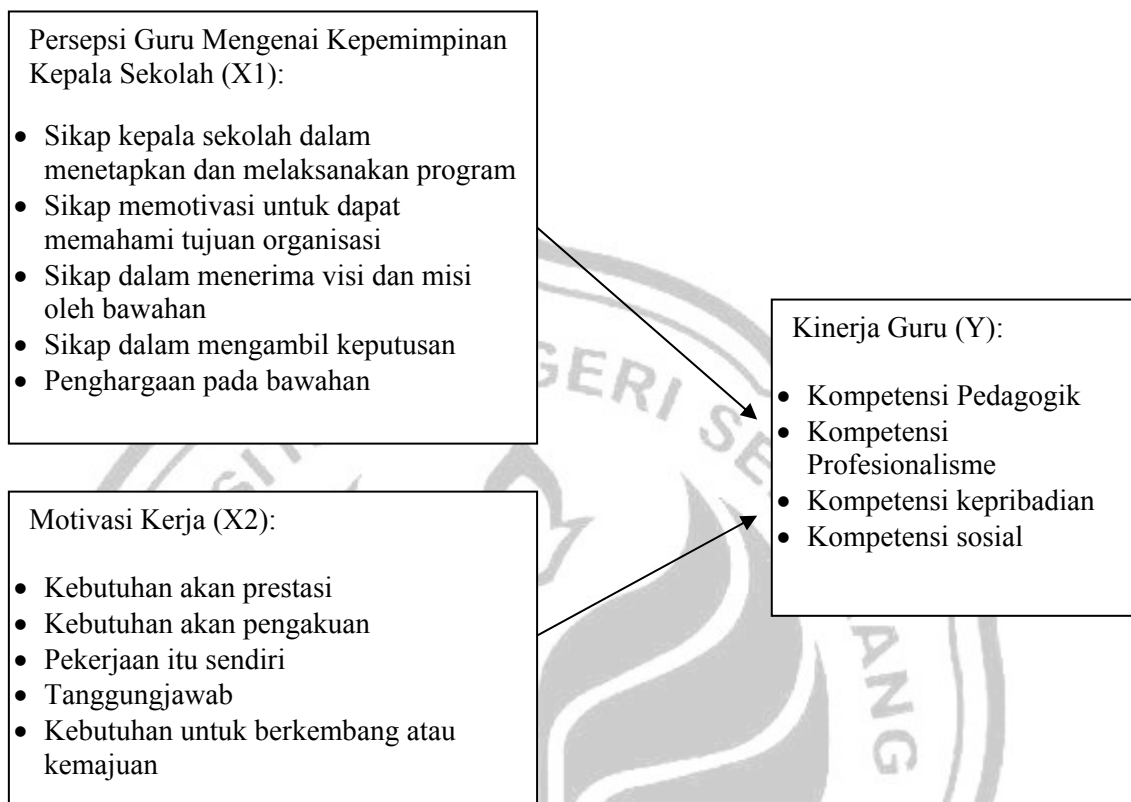 Persepsi Guru Mengenai Kepemimpinan
Kepala Sekolah (X1):
• Sikap kepala sekolah dalam
menetapkan dan melaksanakan program
• Sikap memotivasi untuk dapat
memahami tujuan organisasi
• Sikap dalam menerima visi dan misi
oleh bawahan
• Sikap dalam mengambil keputusan
• Penghargaan pada bawahan
Motivasi Kerja (X2):
• Kebutuhan akan prestasi
• Kebutuhan akan pengakuan
• Pekerjaan itu sendiri
• Tanggungjawab
• Kebutuhan untuk berkembang atau
kemajuan
Kinerja Guru (Y):
• Kompetensi Pedagogik
• Kompetensi
Profesionalisme
• Kompetensi kepribadian
• Kompetensi sosial